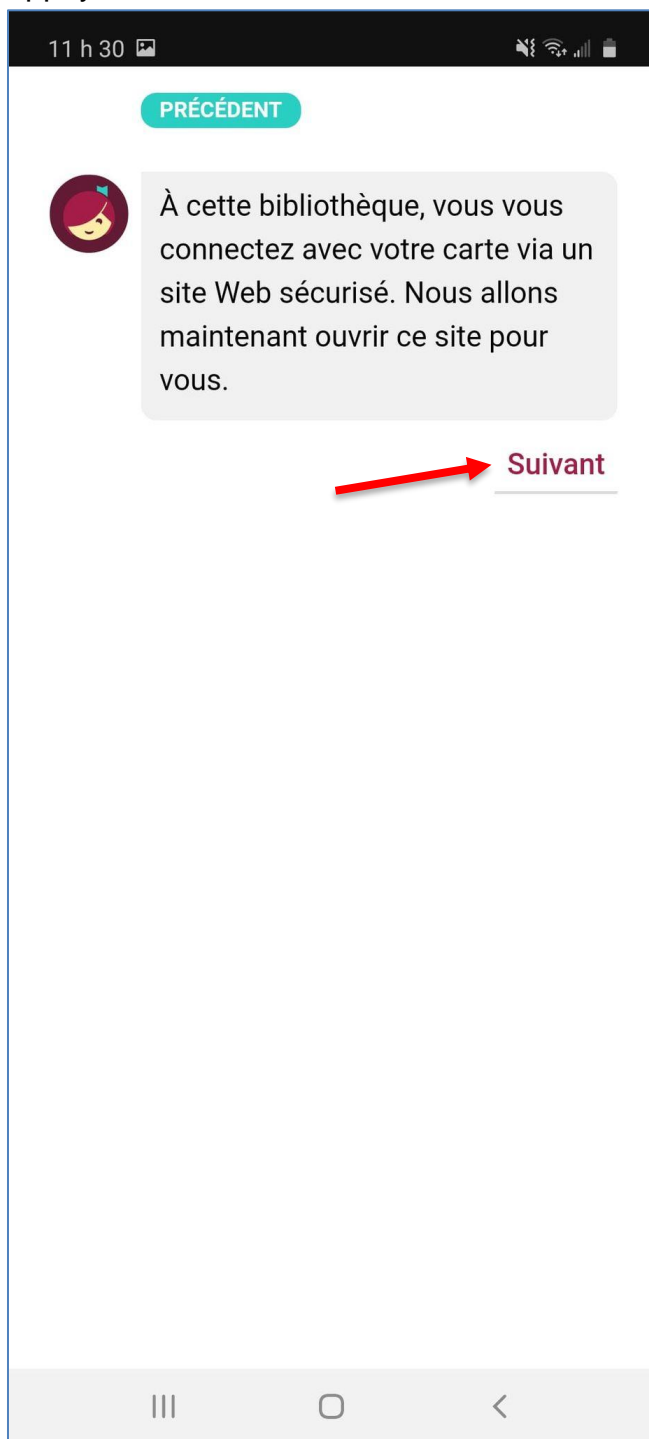 11 h 30
PRÉCÉDENT
À cette bibliothèque, vous vous
connectez avec votre carte via un
site Web sécurisé. Nous allons
maintenant ouvrir ce site pour
vous.
Suivant